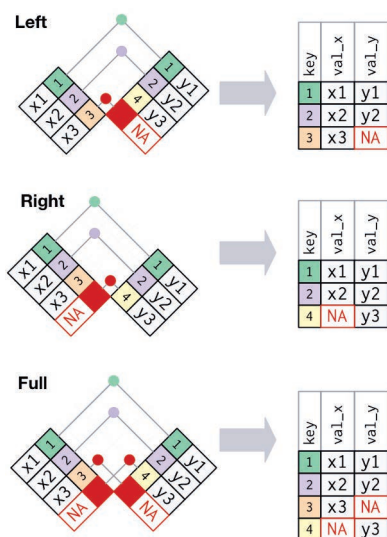 Left
1 1
x1 2 2 y1
x2 3 4 y2
x3 y3
NA
key val_x val_y
1 x1 y1
2 x2 y2
3 x3 NA
Right
1 1
x1 2 2 y1
x2 3 4 y2
x3 y3
NA
key val_x val_y
1 x1 y1
2 x2 y2
4 NA y3
Full
1 1
x1 2 2 y1
x2 3 4 y2
x3 y3
NA NA
key val_x val_y
1 x1 y1
2 x2 y2
3 x3 NA
4 NA y3